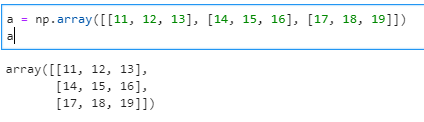 a = np.array([[11, 12, 13], [14, 15, 16], [17, 18, 19]])
a
array([[11, 12, 13],
       [14, 15, 16],
       [17, 18, 19]])